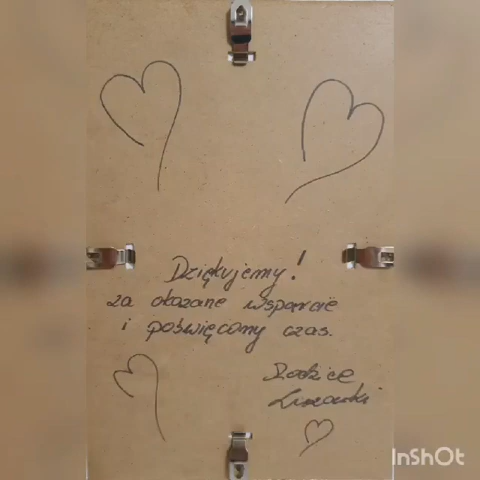 Dziękujemy!
za okazane wsparcie
i poświęcony czas.
Rodzice
InShOt